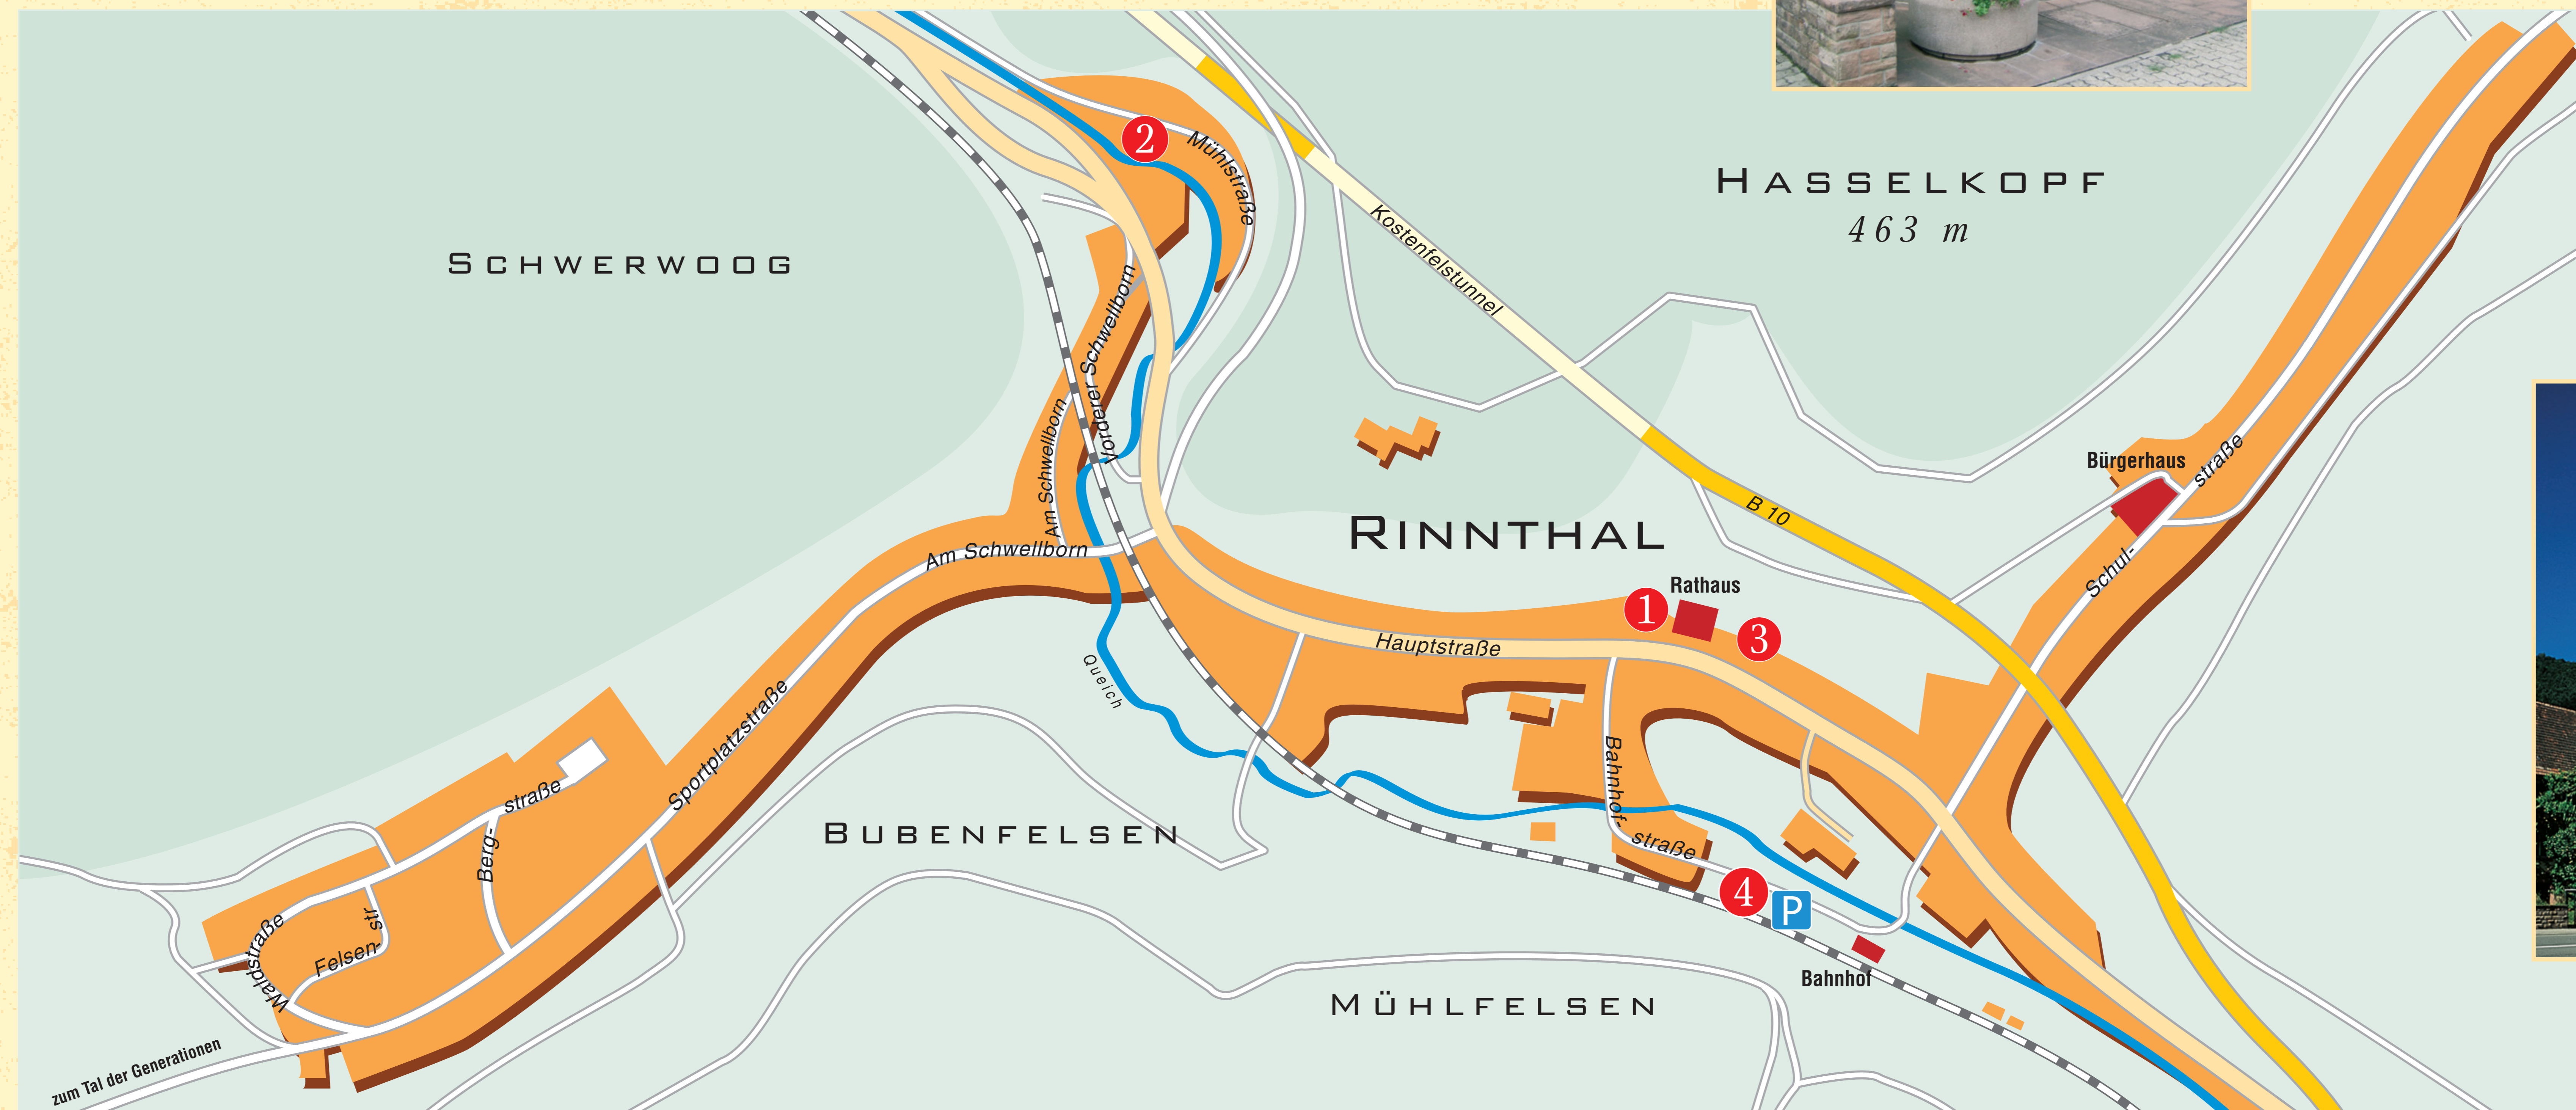 2
Mühlstraße
HASSELKOPF
463 m
SCHWERWOOG
Kostenfelstunnel
Vorderer Schwellborn
Am Schwellborn
Am Schwellborn
B 10
RINNTHAL
Bürgerhaus
Schul-
straße
Rathaus
1
3
Hauptstraße
Queich
Sportplatzstraße
Bahnhof-
straße
Berg-
straße
BUBENFELSEN
4
P
Bahnhof
Waldstraße
Felsen-
str
MÜHLFELSEN
zum Tal der Generationen